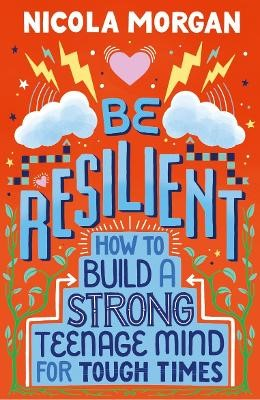 NICOLA MORGAN
BE
RESILIENT
HOW TO
BUILD A
STRONG
TEENAGE MIND
FOR TOUGH TIMES